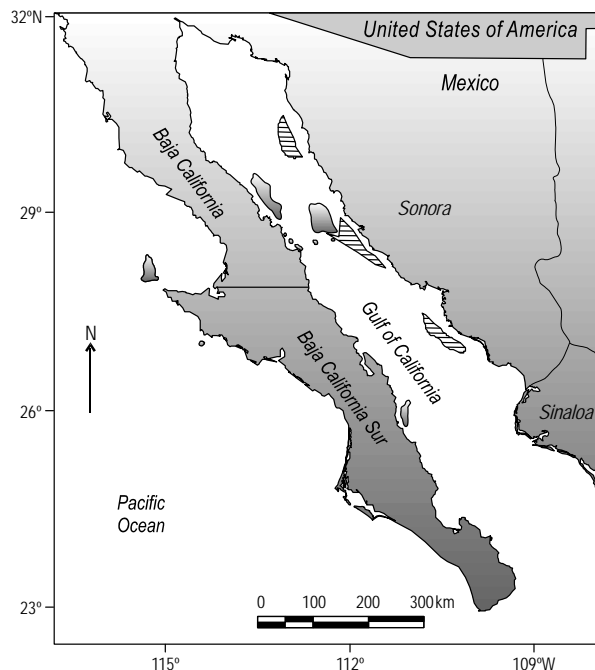 32ºN
United States of America
Mexico
Baja California
29º
Sonora
Gulf of California
N
Baja California Sur
26º
Sinaloa
Pacific
Ocean
0 100 200 300 km
23º
115º 112º 109ºW